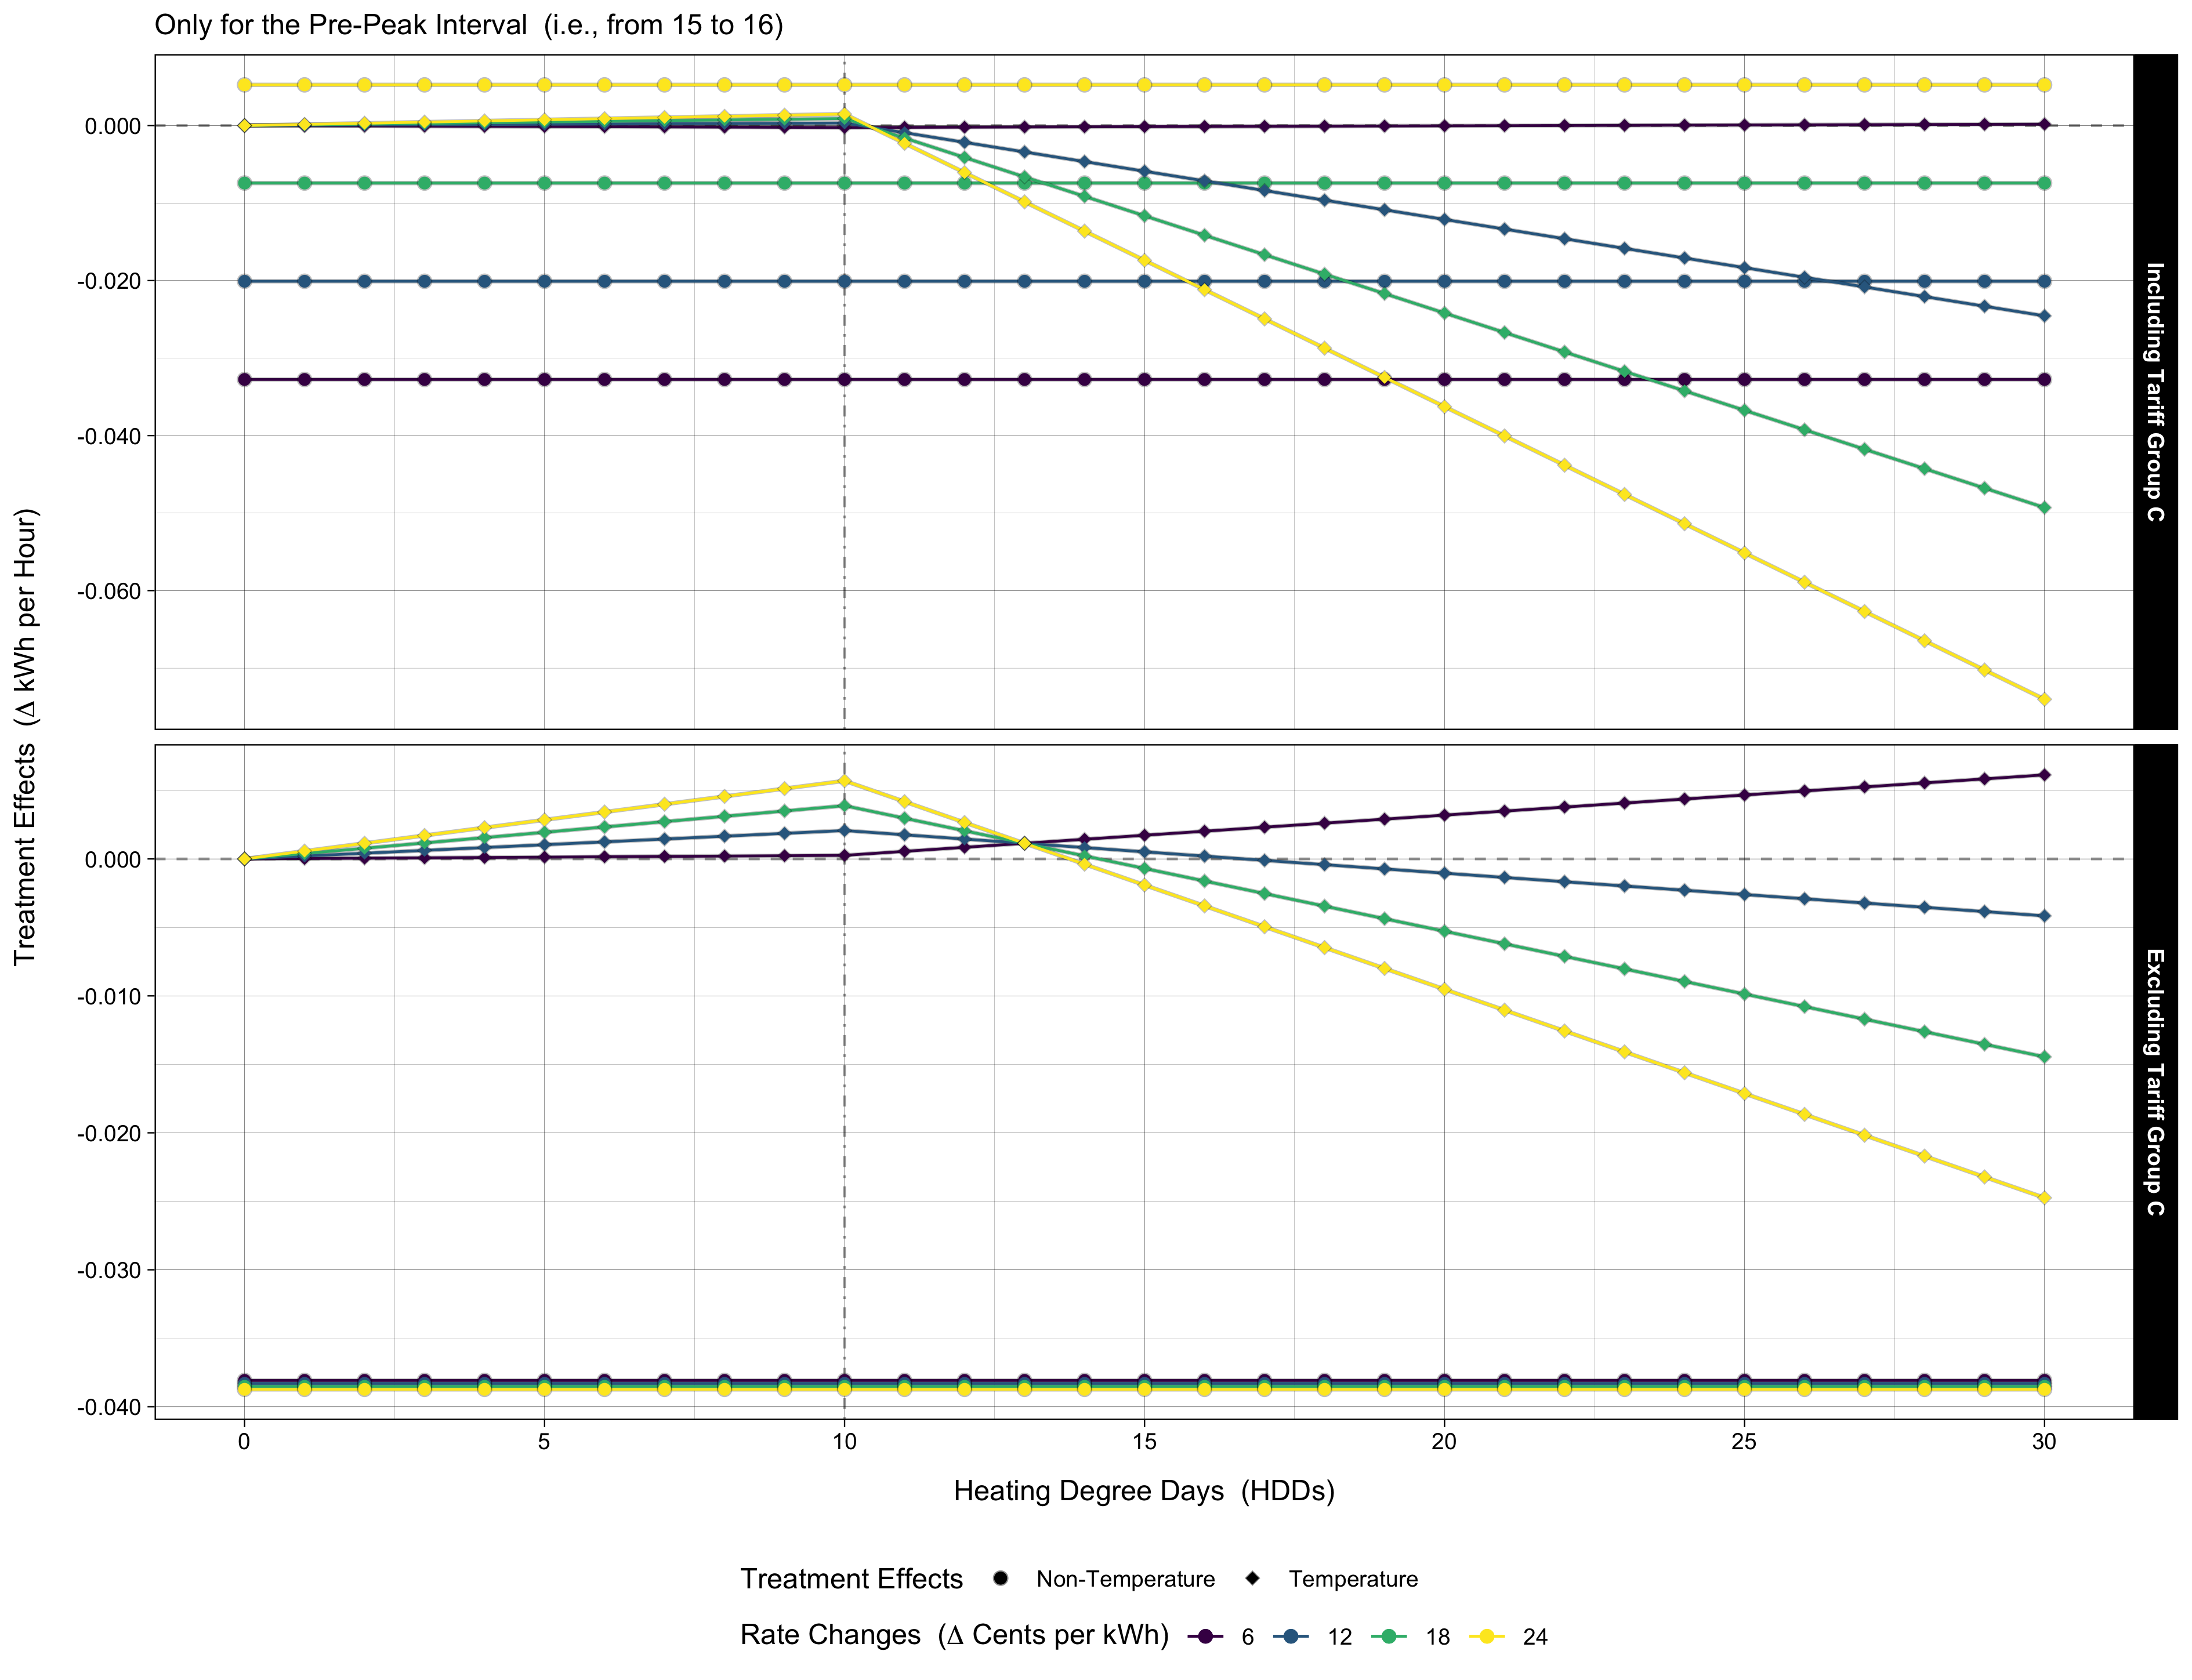 Only for the Pre-Peak Interval  (i.e., from 15 to 16)
0.000
-0.020
-0.040
-0.060
Including Tariff Group C
Treatment Effects  (Δ kWh per Hour)
0.000
-0.010
-0.020
-0.030
-0.040
Excluding Tariff Group C
0 5 10 15 20 25 30
Heating Degree Days  (HDDs)
Treatment Effects Non-Temperature Temperature
Rate Changes  (Δ Cents per kWh) 6 12 18 24